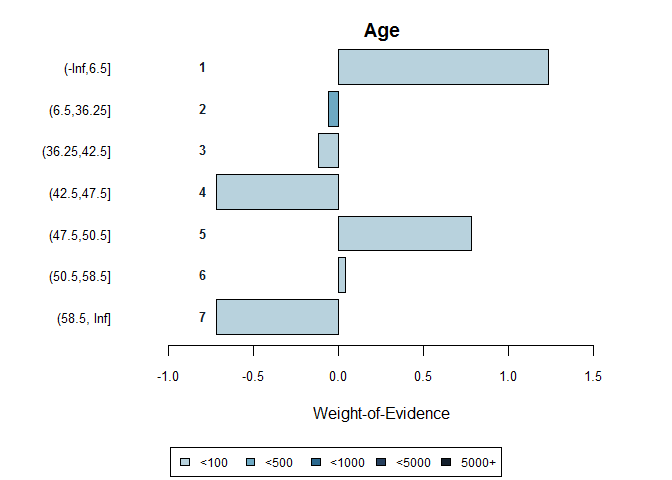 Age
(-Inf,6.5] 1
(6.5,36.25] 2
(36.25,42.5] 3
(42.5,47.5] 4
(47.5,50.5] 5
(50.5,58.5] 6
(58.5, Inf] 7
-1.0 -0.5 0.0 0.5 1.0 1.5
Weight-of-Evidence
<100 <500 <1000 <5000 5000+